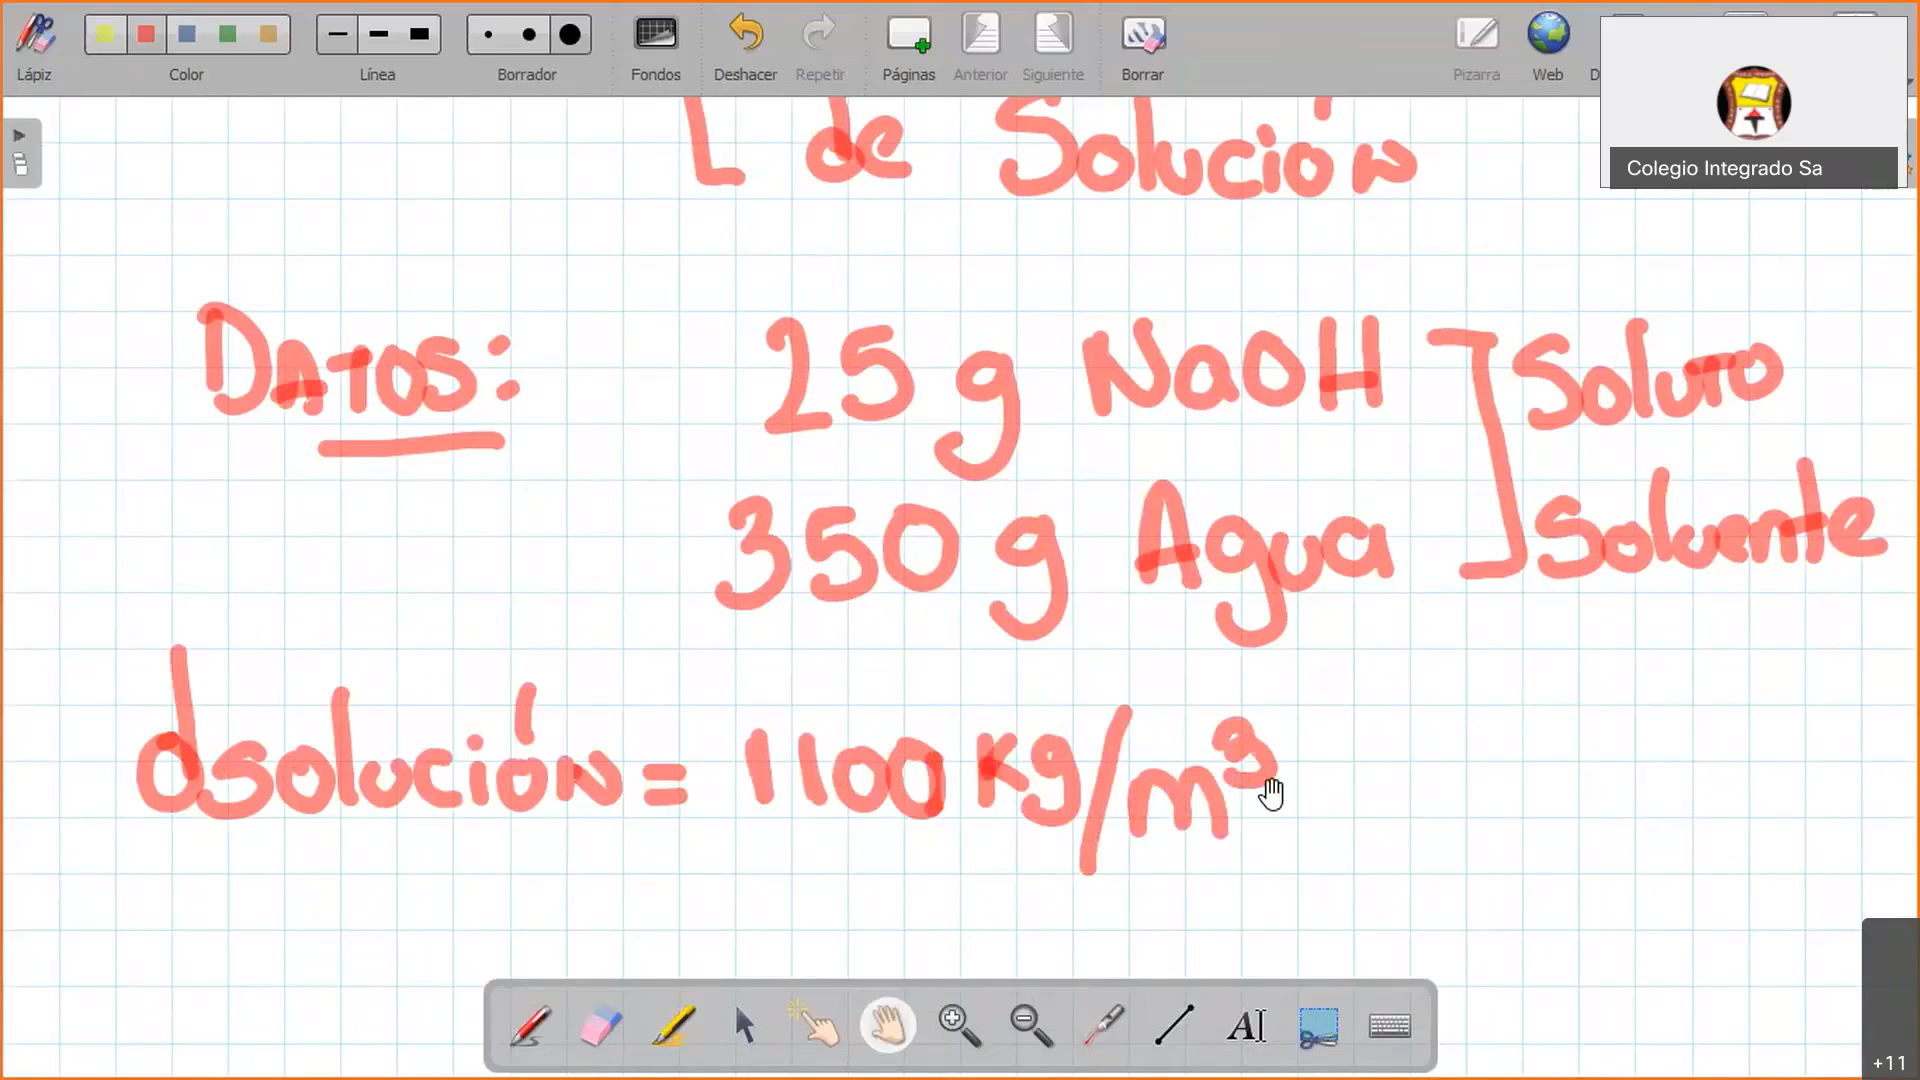 Lápiz Color Línea Borrador Fondos Deshacer Repetir Páginas Anterior Siguiente Borrar Pizarra Web
Colegio Integrado Sa
L de Solución
DATOS: 25 g NaOH ] Soluto
350 g Agua Solvente
dsolución = 1100 Kg/m³
+11